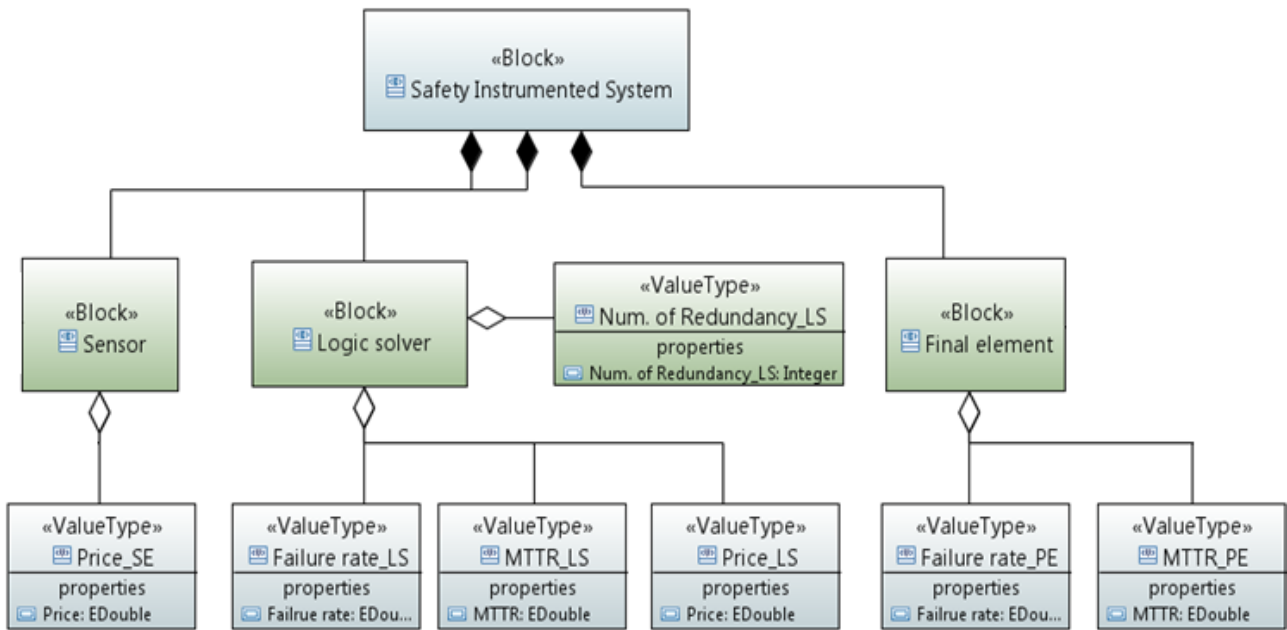 «Block»
Safety Instrumented System
«Block»
Sensor
«Block»
Logic solver
«ValueType»
Num. of Redundancy_LS
properties
Num. of Redundancy_LS: Integer
«Block»
Final element
«ValueType»
Price_SE
properties
Price: EDouble
«ValueType»
Failure rate_LS
properties
Failrue rate: EDou...
«ValueType»
MTTR_LS
properties
MTTR: EDouble
«ValueType»
Price_LS
properties
Price: EDouble
«ValueType»
Failure rate_PE
properties
Failrue rate: EDou...
«ValueType»
MTTR_PE
properties
MTTR: EDouble